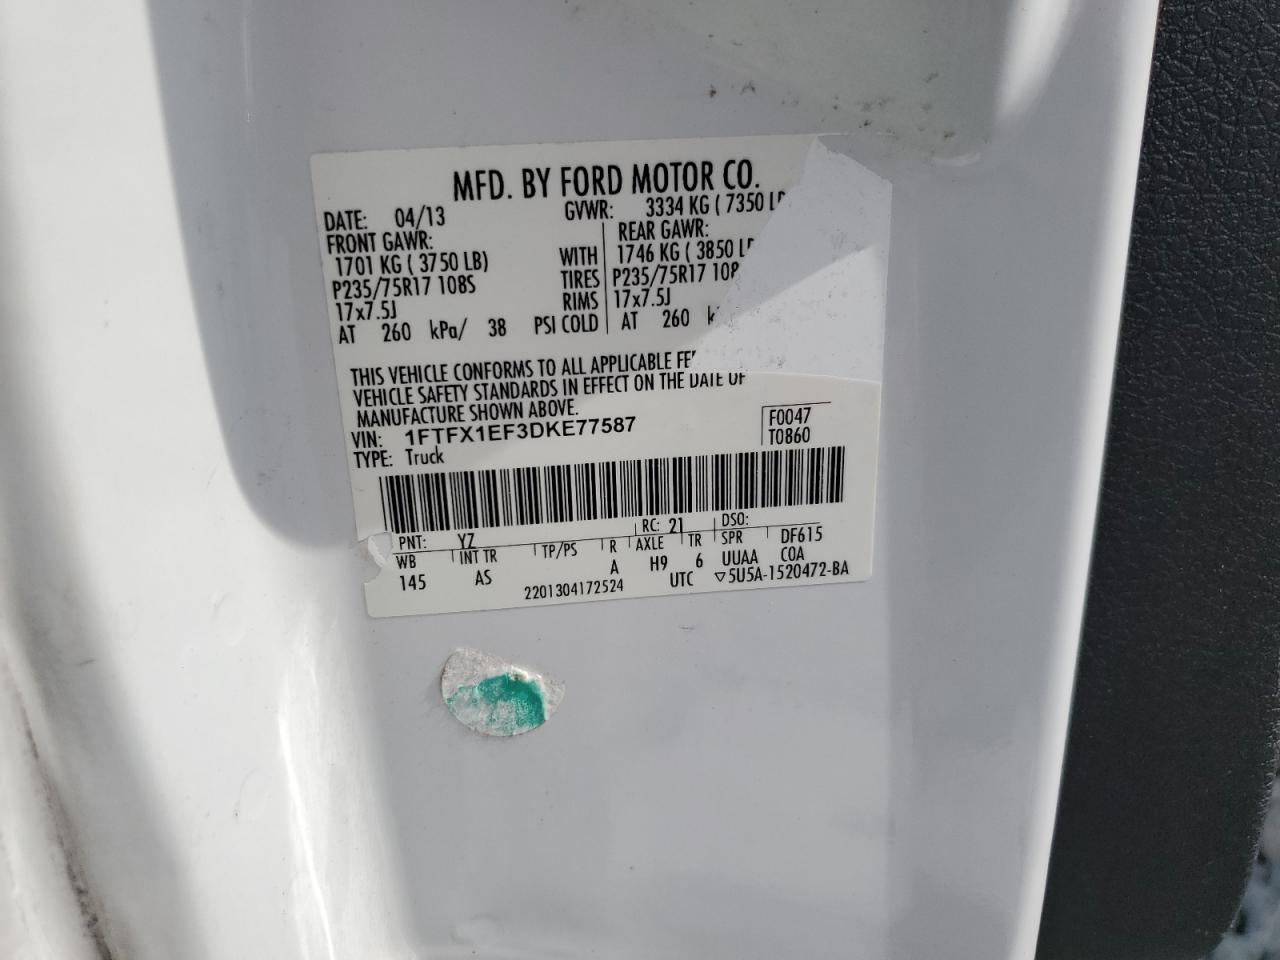 MFD. BY FORD MOTOR CO.
DATE: 04/13 GVWR: 3334 KG ( 7350 L
FRONT GAWR: REAR GAWR:
1701 KG ( 3750 LB) WITH 1746 KG ( 3850 L
P235/75R17 108S TIRES P235/75R17 108
17x7.5J RIMS 17x7.5J
AT 260 kPa/ 38 PSI COLD AT 260 k
THIS VEHICLE CONFORMS TO ALL APPLICABLE FE
VEHICLE SAFETY STANDARDS IN EFFECT ON THE DATE OF
MANUFACTURE SHOWN ABOVE.
VIN: 1FTFX1EF3DKE77587 F0047
TYPE: Truck T0860
PNT: YZ RC: 21 DSO:
WB INT TR TP/PS R AXLE TR SPR DF615
145 AS A H9 6 UUAA COA
2201304172524 UTC ▽5U5A-1520472-BA